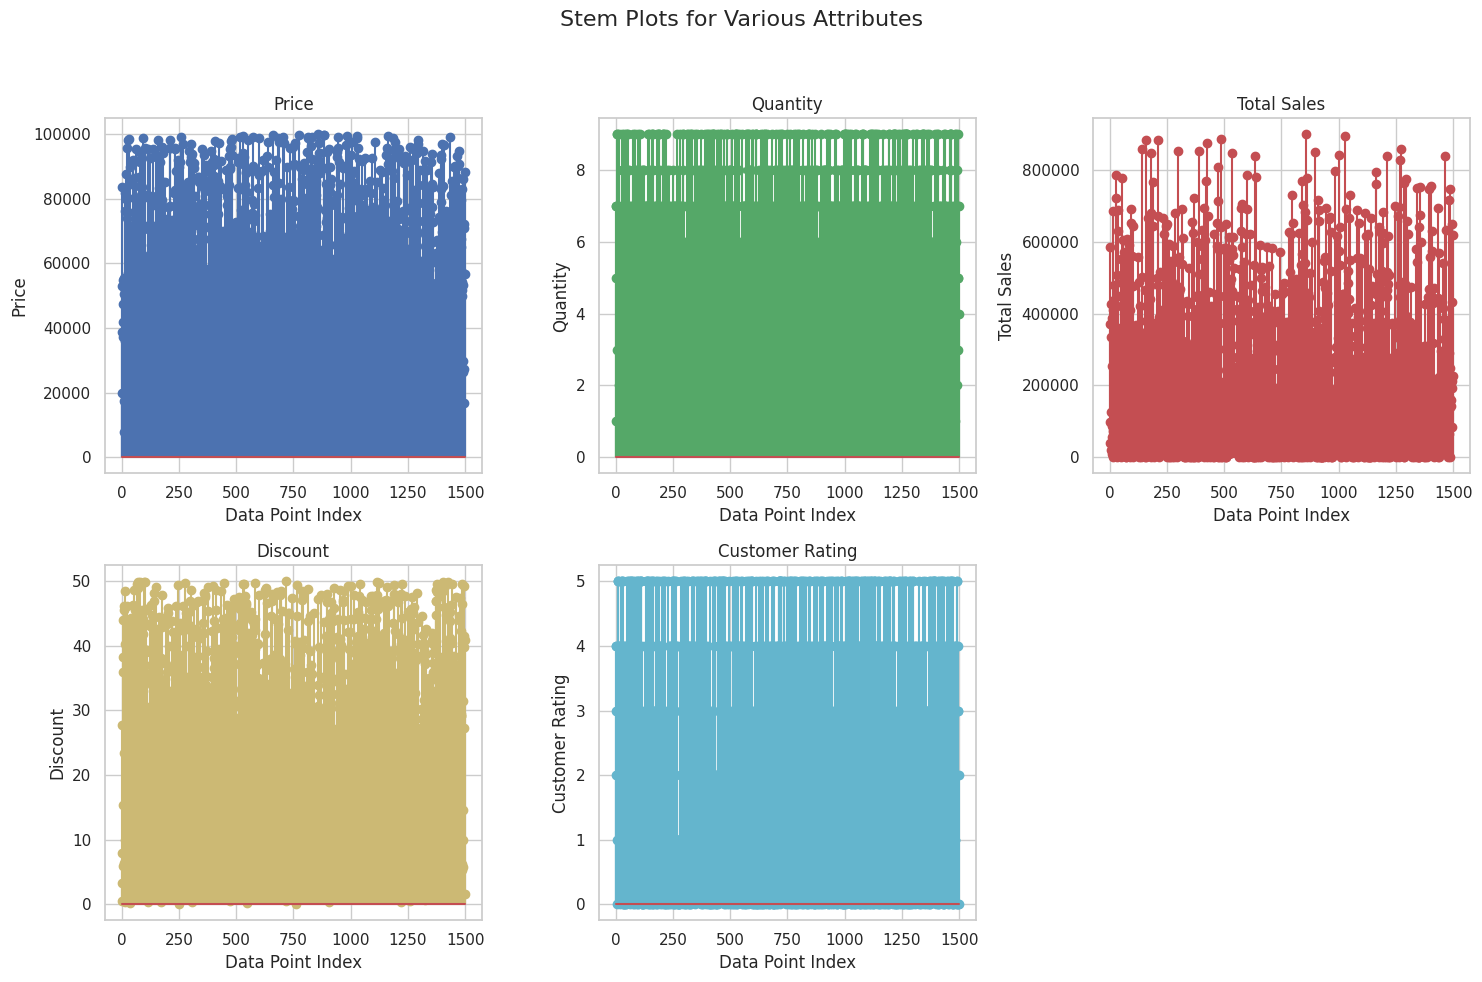 Stem Plots for Various Attributes
Price
Price
100000
80000
60000
40000
20000
0
0 250 500 750 1000 1250 1500
Data Point Index
Quantity
Quantity
8
6
4
2
0
0 250 500 750 1000 1250 1500
Data Point Index
Total Sales
Total Sales
800000
600000
400000
200000
0
0 250 500 750 1000 1250 1500
Data Point Index
Discount
Discount
50
40
30
20
10
0
0 250 500 750 1000 1250 1500
Data Point Index
Customer Rating
Customer Rating
5
4
3
2
1
0
0 250 500 750 1000 1250 1500
Data Point Index